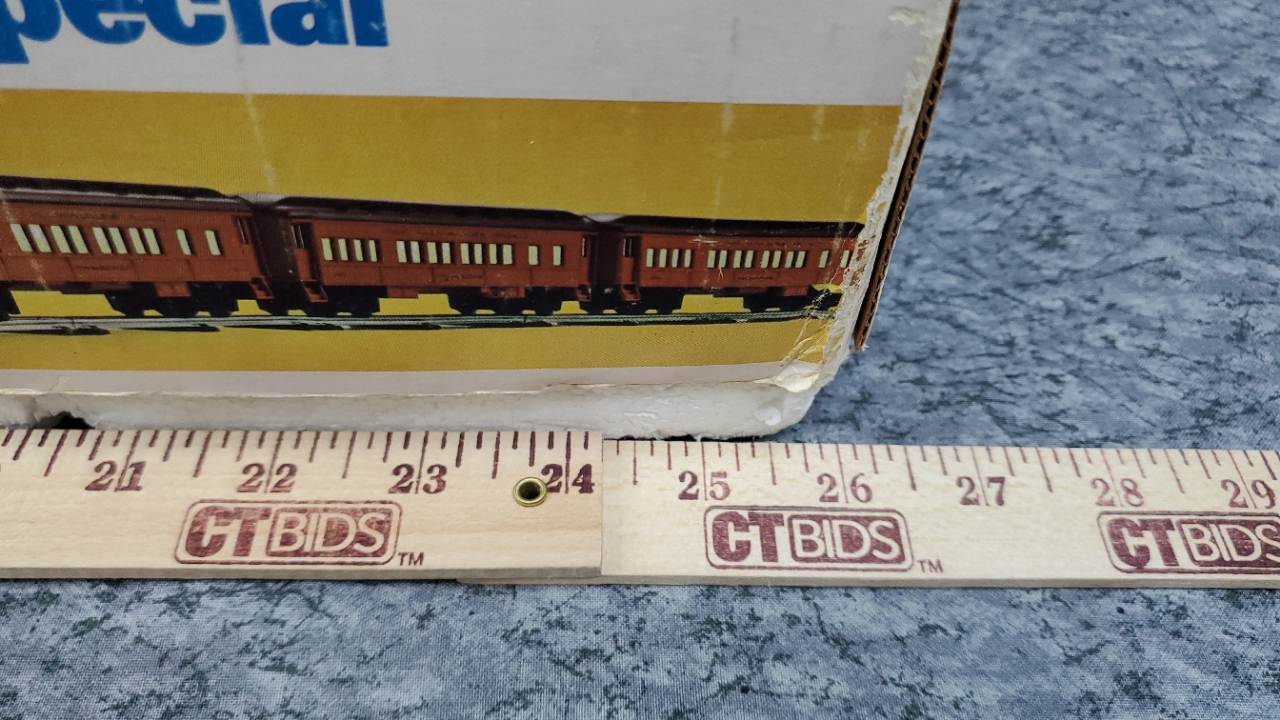 pecial
21 22 23 24 25 26 27 28 29
CTBIDS™ CTBIDS™ CTBIDS